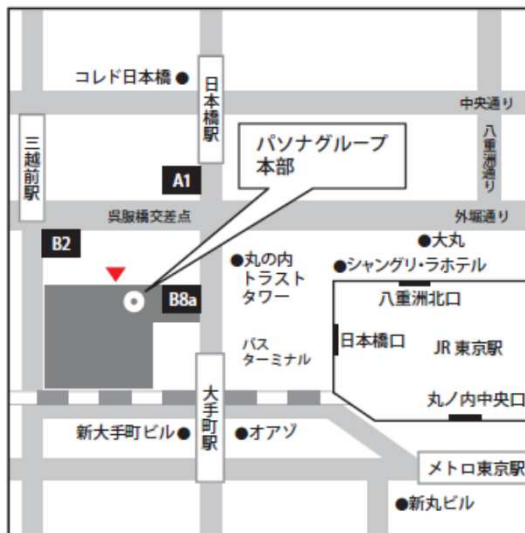 コレド日本橋●
日本橋駅
中央通り
三越前駅
パソナグループ
本部
八重洲通り
A1
呉服橋交差点
外堀通り
B2
●大丸
●丸の内
トラスト
タワー
●シャングリ・ラホテル
B8a
八重洲北口
バス
ターミナル
日本橋口
JR 東京駅
大手町駅
丸ノ内中央口
新大手町ビル●
●オアゾ
メトロ東京駅
●新丸ビル